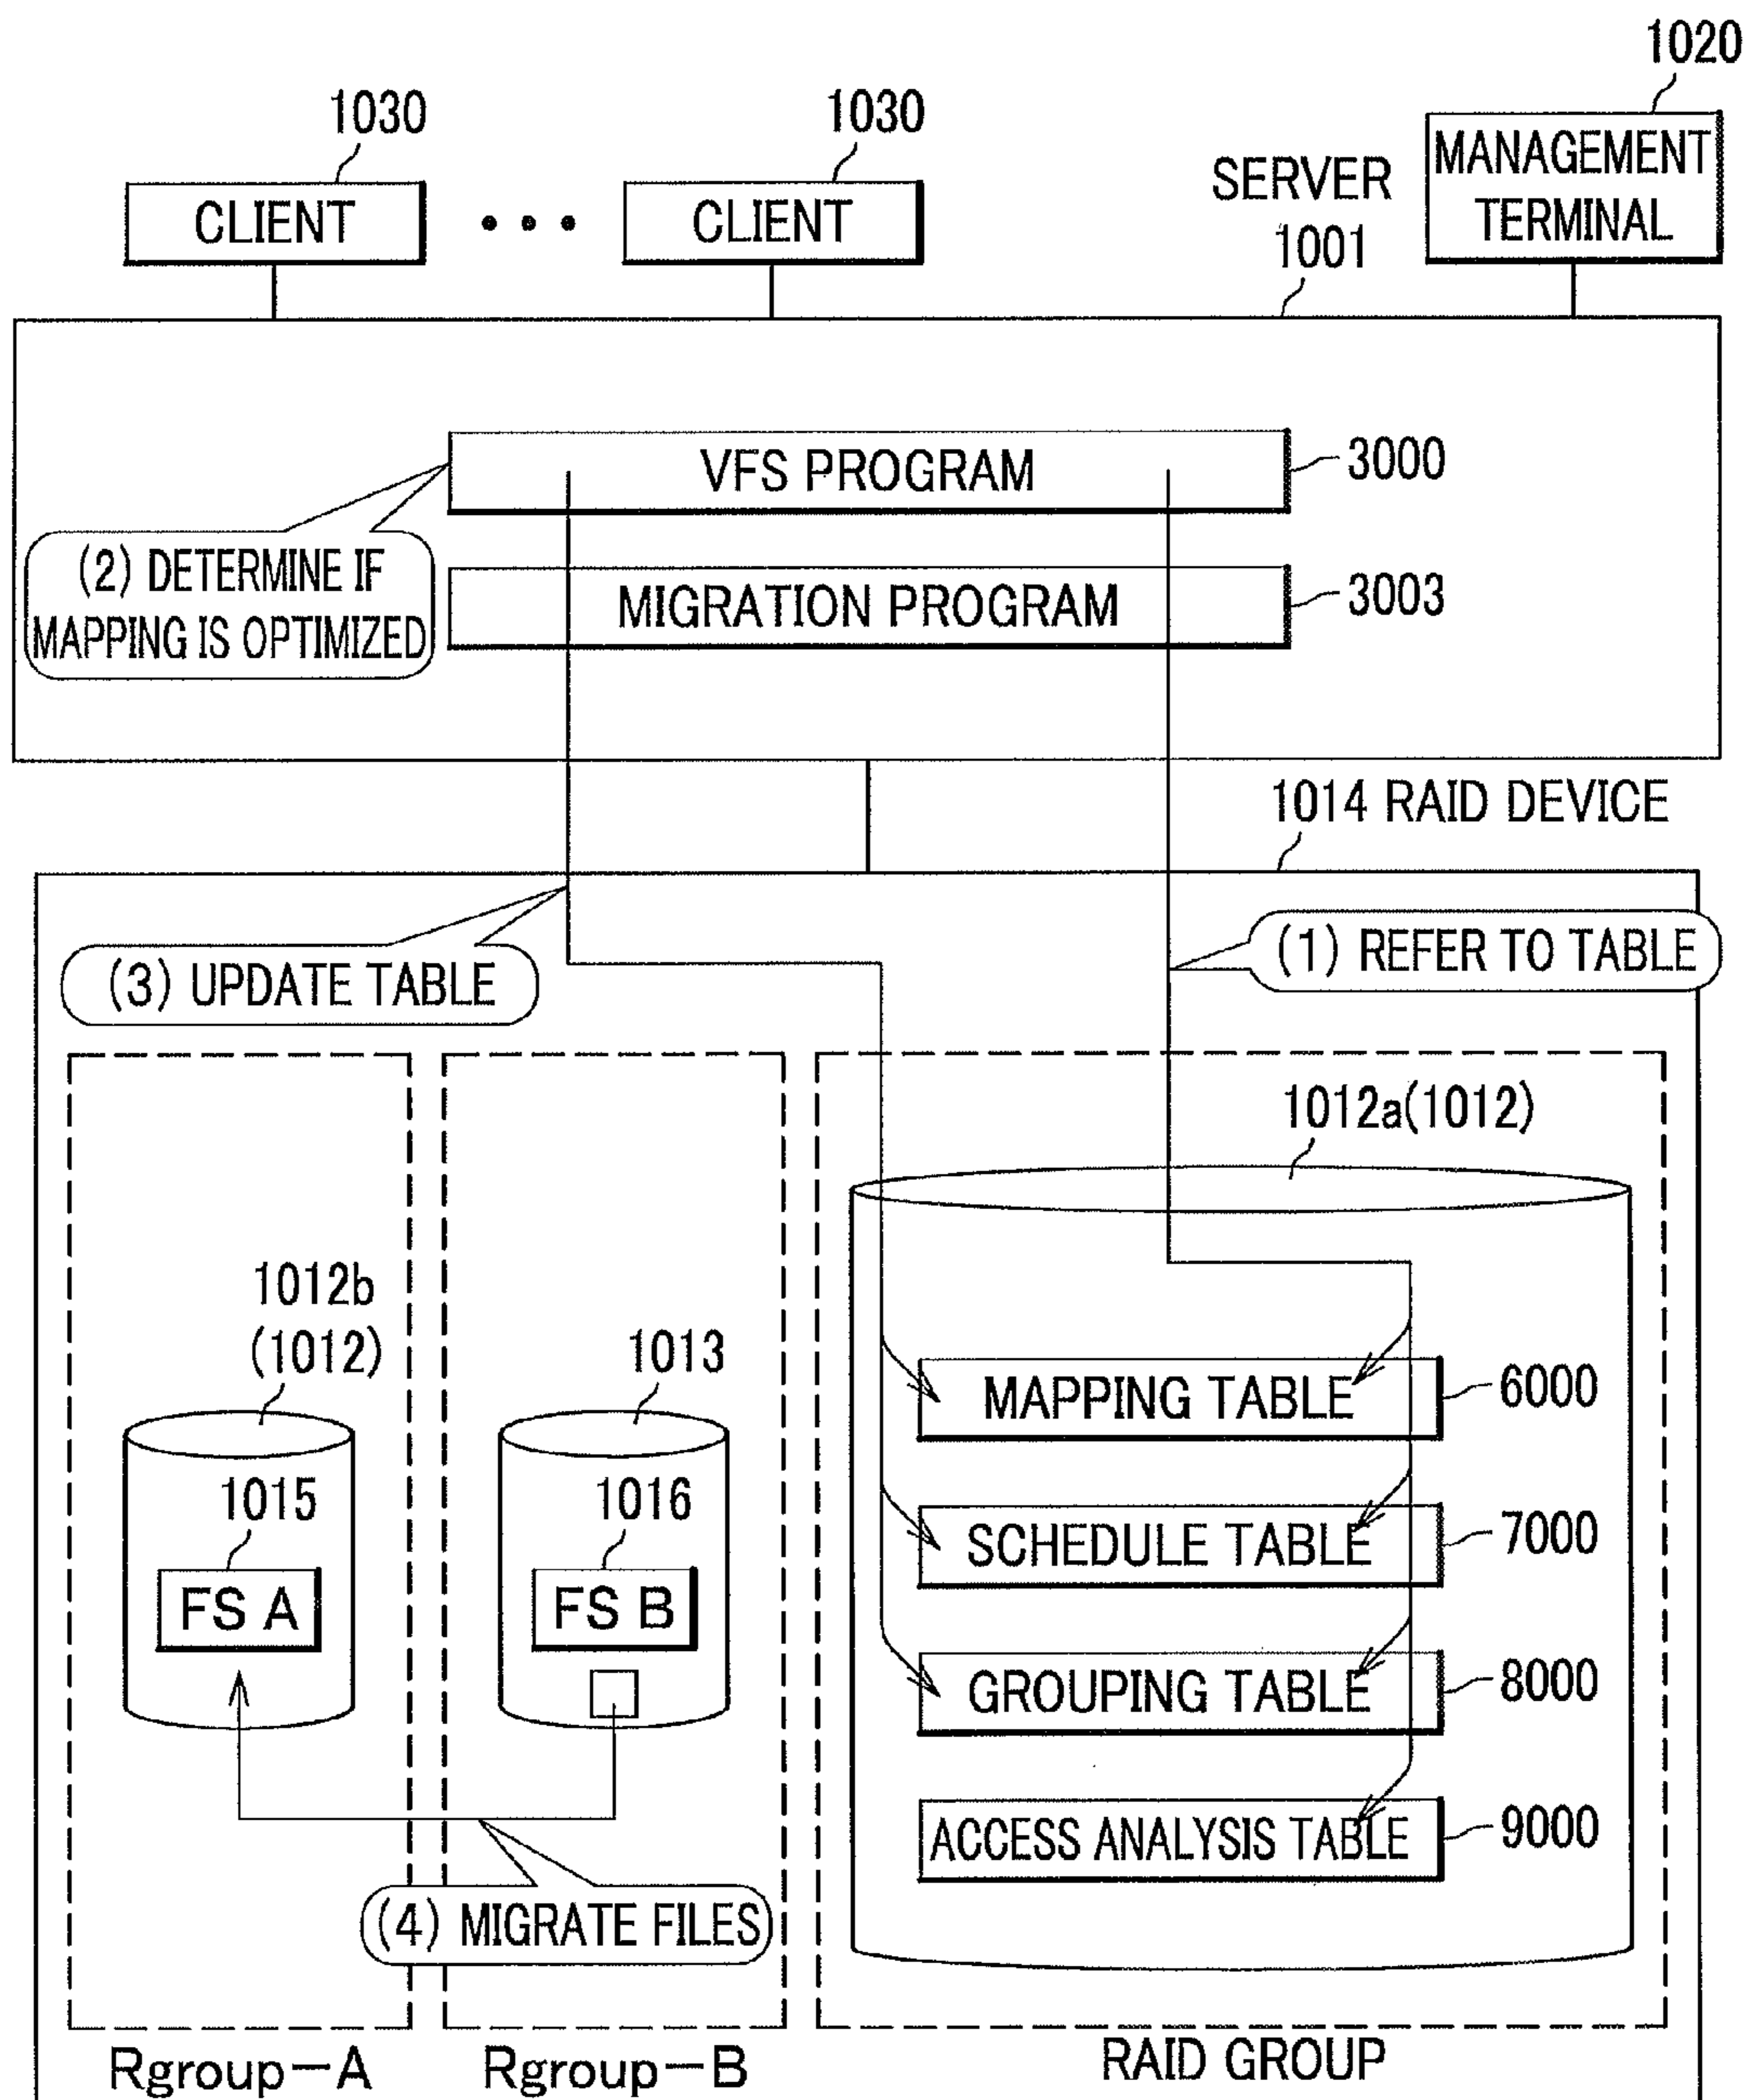 1020
1030
1030
MANAGEMENT
TERMINAL
SERVER
1001
CLIENT
• • •
CLIENT
VFS PROGRAM
3000
(2) DETERMINE IF
MAPPING IS OPTIMIZED
MIGRATION PROGRAM
3003
1014 RAID DEVICE
(3) UPDATE TABLE
(1) REFER TO TABLE
1012a(1012)
1012b
(1012)
1013
MAPPING TABLE
6000
1015
1016
SCHEDULE TABLE
7000
FS A
FS B
GROUPING TABLE
8000
ACCESS ANALYSIS TABLE
9000
(4) MIGRATE FILES
Rgroup-A
Rgroup-B
RAID GROUP